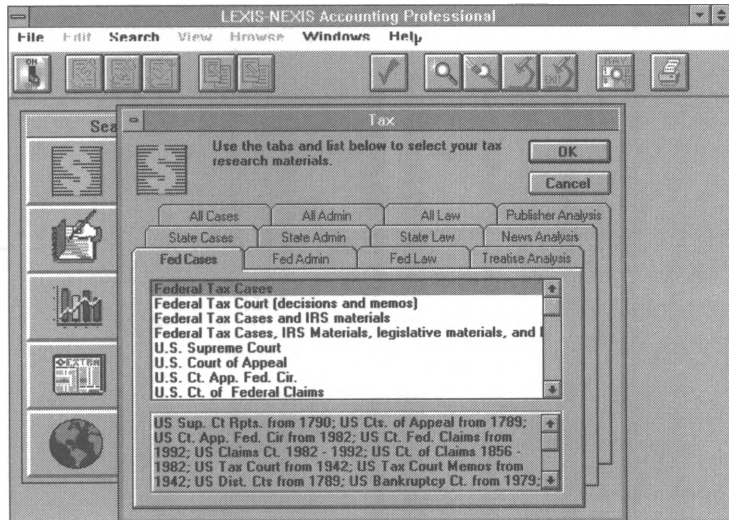 LEXIS-NEXIS Accounting Professional
File Edit Search View Browse Windows Help
ON
EXIT
MAY
Sea
Tax
Use the tabs and list below to select your tax
research materials.
OK
Cancel
All Cases All Admin All Law Publisher Analysis
State Cases State Admin State Law News Analysis
Fed Cases Fed Admin Fed Law Treatise Analysis
Federal Tax Cases
Federal Tax Court (decisions and memos)
Federal Tax Cases and IRS materials
Federal Tax Cases, IRS Materials, legislative materials, and
U.S. Supreme Court
U.S. Court of Appeal
U.S. Ct. App. Fed. Cir.
U.S. Ct. of Federal Claims
EXTRA
US Sup. Ct Rpts. from 1790; US Cts. of Appeal from 1789;
US Ct. App. Fed. Cir from 1982; US Ct. Fed. Claims from
1992; US Claims Ct. 1982 - 1992; US Ct. of Claims 1856 -
1982; US Tax Court from 1942; US Tax Court Memos from
1942; US Dist. Cts from 1789; US Bankruptcy Ct. from 1979;